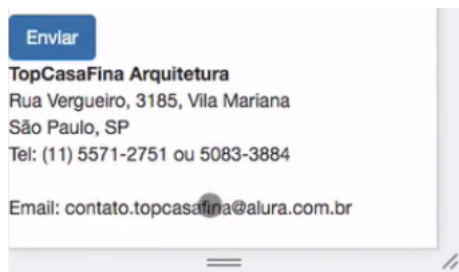 Enviar
TopCasaFina Arquitetura
Rua Vergueiro, 3185, Vila Mariana
São Paulo, SP
Tel: (11) 5571-2751 ou 5083-3884
Email: contato.topcasafina@alura.com.br